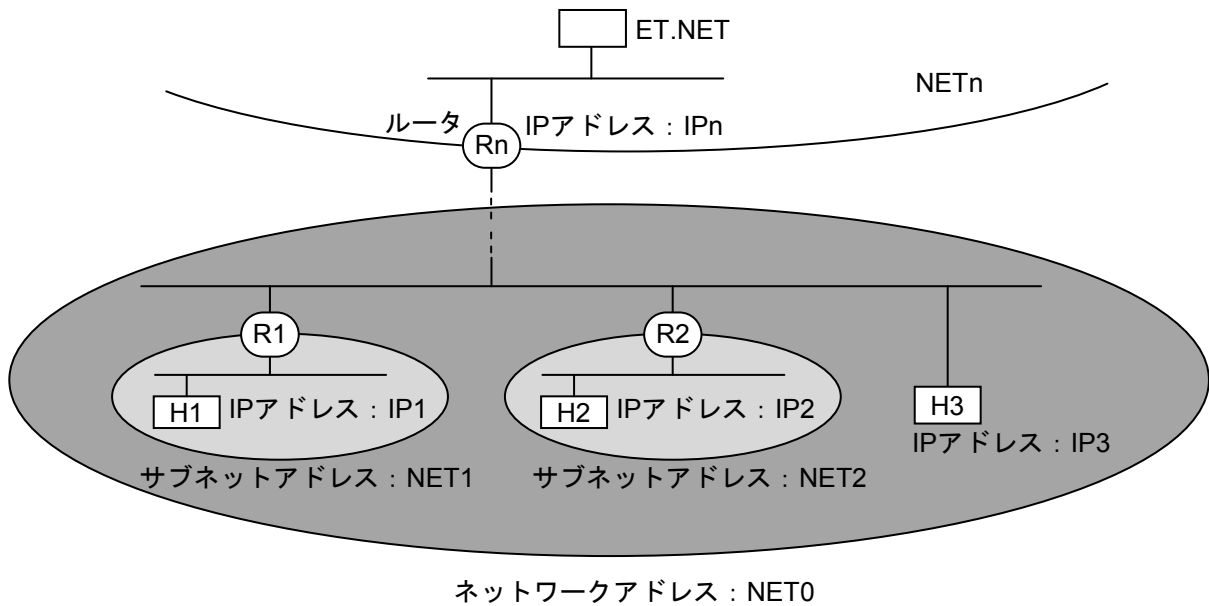 ET.NET
NETn
ルータ
IPアドレス：IPn
Rn
R1
R2
H1 IPアドレス：IP1
H2 IPアドレス：IP2
H3
IPアドレス：IP3
サブネットアドレス：NET1
サブネットアドレス：NET2
ネットワークアドレス：NET0